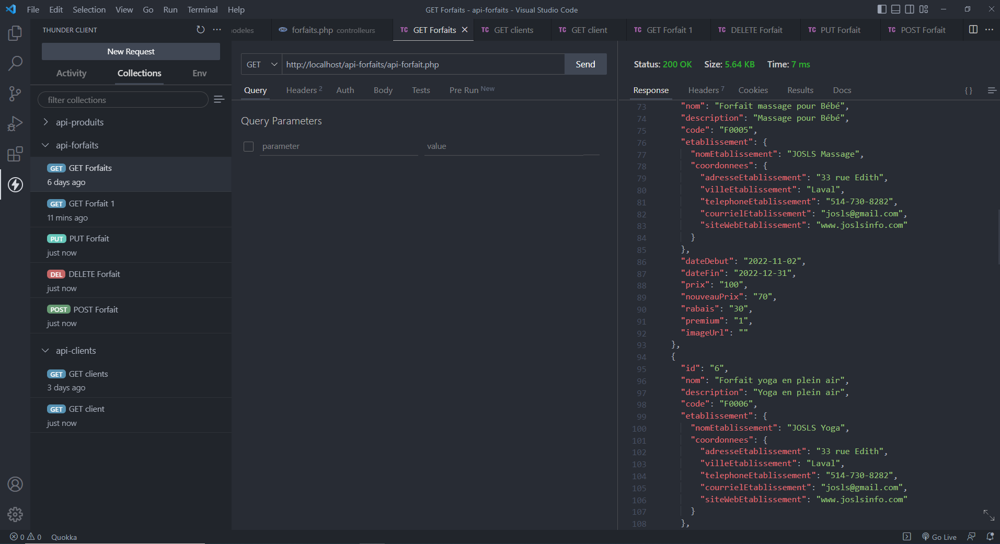 File Edit Selection View Go Run Terminal Help
GET Forfaits - api-forfaits - Visual Studio Code
THUNDER CLIENT
New Request
Activity Collections Env
filter collections
api-produits
api-forfaits
GET GET Forfaits
6 days ago
GET GET Forfait 1
11 mins ago
PUT PUT Forfait
just now
DEL DELETE Forfait
just now
POST POST Forfait
just now
api-clients
GET GET clients
3 days ago
GET GET client
just now
odeles forfaits.php controlleurs TC GET Forfaits TC GET clients TC GET client TC GET Forfait 1 TC DELETE Forfait TC PUT Forfait TC POST Forfait
GET http://localhost/api-forfaits/api-forfait.php Send
Query Headers 2 Auth Body Tests Pre Run New
Query Parameters
parameter value
Status: 200 OK Size: 5.64 KB Time: 7 ms
Response Headers 7 Cookies Results Docs { }
73 "nom": "Forfait massage pour Bébé",
74 "description": "Massage pour Bébé",
75 "code": "F0005",
76 "etablissement": {
77 "nomEtablissement": "JOSLS Massage",
78 "coordonnees": {
79 "adresseEtablissement": "33 rue Edith",
80 "villeEtablissement": "Laval",
81 "telephoneEtablissement": "514-730-8282",
82 "courrielEtablissement": "josls@gmail.com",
83 "siteWebEtablissement": "www.joslsinfo.com"
84 }
85 },
86 "dateDebut": "2022-11-02",
87 "dateFin": "2022-12-31",
88 "prix": "100",
89 "nouveauPrix": "70",
90 "rabais": "30",
91 "premium": "1",
92 "imageUrl": ""
93 },
94 {
95 "id": "6",
96 "nom": "Forfait yoga en plein air",
97 "description": "Yoga en plein air",
98 "code": "F0006",
99 "etablissement": {
100 "nomEtablissement": "JOSLS Yoga",
101 "coordonnees": {
102 "adresseEtablissement": "33 rue Edith",
103 "villeEtablissement": "Laval",
104 "telephoneEtablissement": "514-730-8282",
105 "courrielEtablissement": "josls@gmail.com",
106 "siteWebEtablissement": "www.joslsinfo.com"
107 }
108 },
0 0 Quokka
Go Live